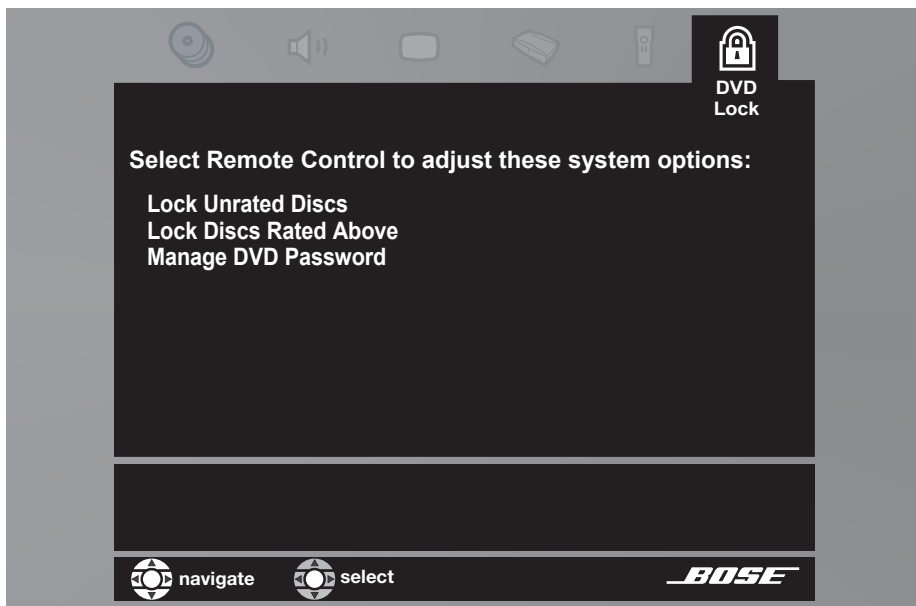 DVD
Lock
Select Remote Control to adjust these system options:
Lock Unrated Discs
Lock Discs Rated Above
Manage DVD Password
navigate select BOSE